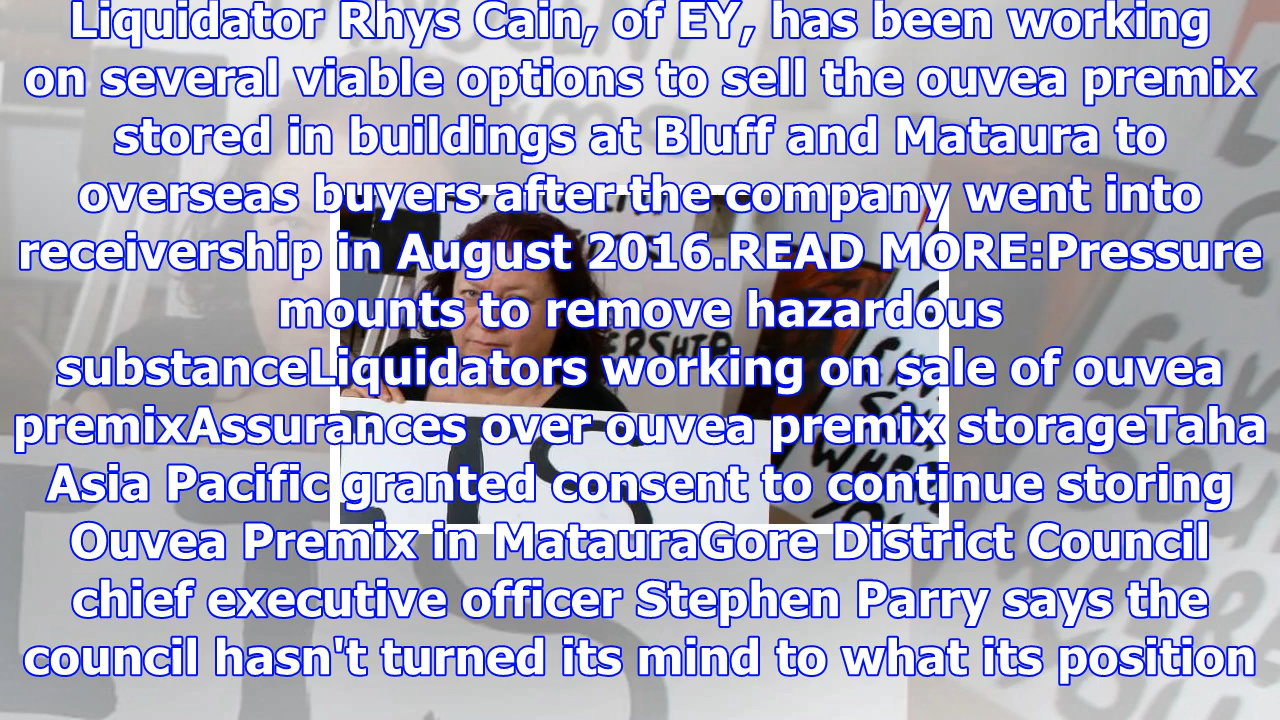 Liquidator Rhys Cain, of EY, has been working
on several viable options to sell the ouvea premix
stored in buildings at Bluff and Mataura to
overseas buyers after the company went into
receivership in August 2016.READ MORE:Pressure
mounts to remove hazardous
substanceLiquidators working on sale of ouvea
premixAssurances over ouvea premix storageTaha
Asia Pacific granted consent to continue storing
Ouvea Premix in MatauraGore District Council
chief executive officer Stephen Parry says the
council hasn't turned its mind to what its position